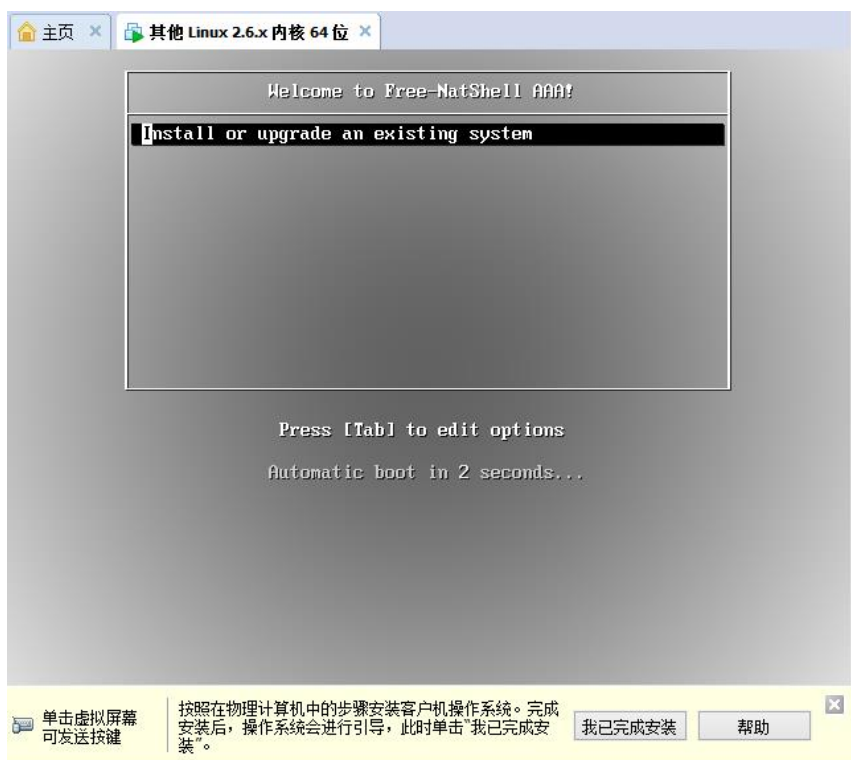 主页
其他 Linux 2.6.x 内核 64 位
Welcome to Free-NatShell AAA!
Install or upgrade an existing system
Press [Tab] to edit options
Automatic boot in 2 seconds...
单击虚拟屏幕
可发送按键
按照在物理计算机中的步骤安装客户机操作系统。完成
安装后，操作系统会进行引导，此时单击"我已完成安
装"。
我已完成安装
帮助